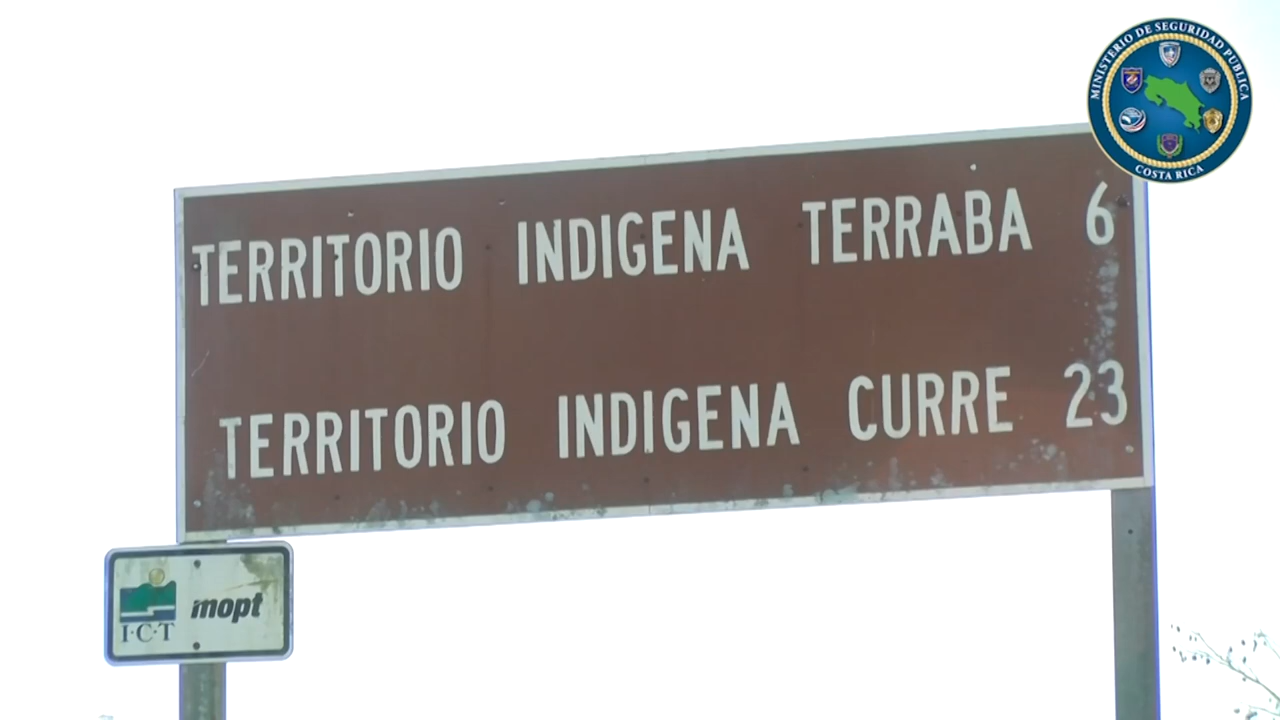 MINISTERIO DE SEGURIDAD PUBLICA
COSTA RICA
TERRITORIO INDIGENA TERRABA 6
TERRITORIO INDIGENA CURRE 23
I·C·T mopt